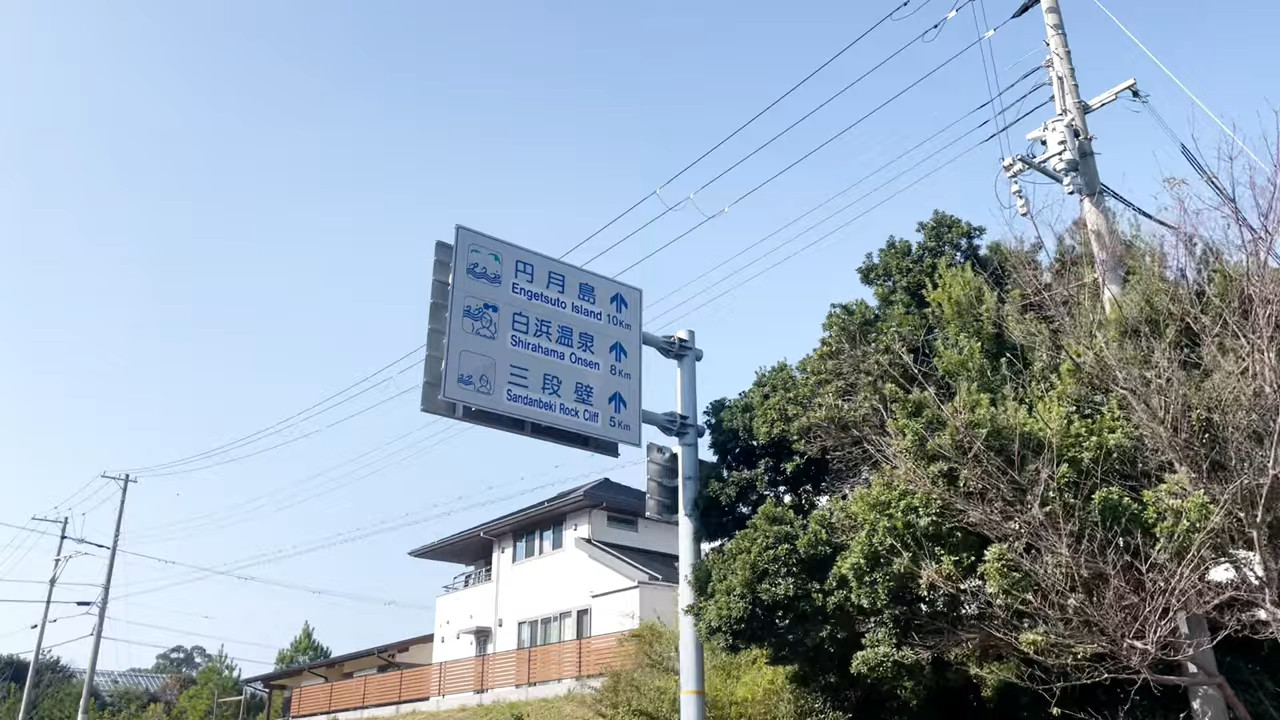 円月島
Engetsuto Island 10Km
白浜温泉
Shirahama Onsen 8Km
三段壁
Sandanbeki Rock Cliff 5Km